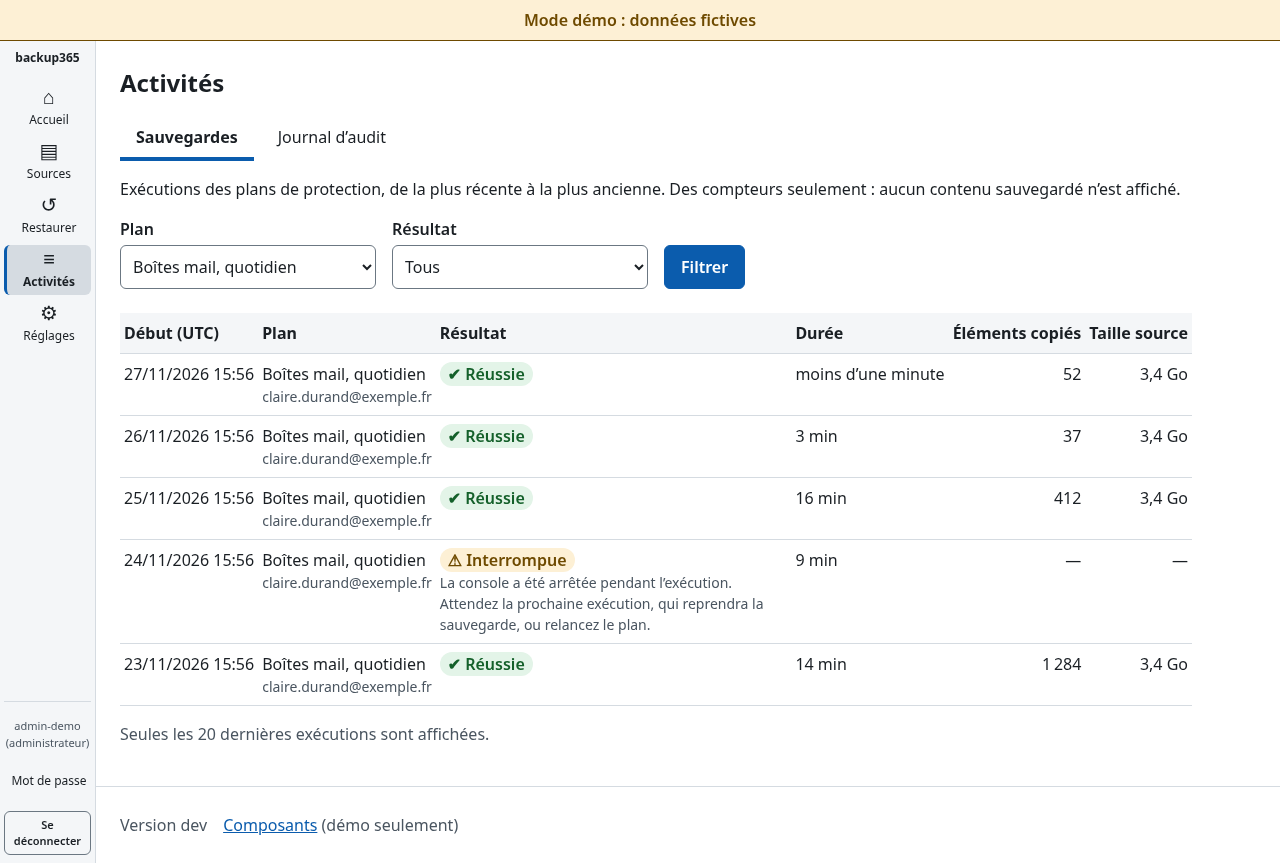 Mode démo : données fictives
backup365
Accueil
Sources
Restaurer
Activités
Réglages
admin-demo
(administrateur)
Mot de passe
Se
déconnecter
Activités
Sauvegardes Journal d’audit
Exécutions des plans de protection, de la plus récente à la plus ancienne. Des compteurs seulement : aucun contenu sauvegardé n’est affiché.
Plan Résultat
Boîtes mail, quotidien Tous Filtrer
Début (UTC) Plan Résultat Durée Éléments copiés Taille source
27/11/2026 15:56 Boîtes mail, quotidien ✔ Réussie moins d’une minute 52 3,4 Go
claire.durand@exemple.fr
26/11/2026 15:56 Boîtes mail, quotidien ✔ Réussie 3 min 37 3,4 Go
claire.durand@exemple.fr
25/11/2026 15:56 Boîtes mail, quotidien ✔ Réussie 16 min 412 3,4 Go
claire.durand@exemple.fr
24/11/2026 15:56 Boîtes mail, quotidien ⚠ Interrompue 9 min — —
claire.durand@exemple.fr La console a été arrêtée pendant l’exécution.
Attendez la prochaine exécution, qui reprendra la
sauvegarde, ou relancez le plan.
23/11/2026 15:56 Boîtes mail, quotidien ✔ Réussie 14 min 1 284 3,4 Go
claire.durand@exemple.fr
Seules les 20 dernières exécutions sont affichées.
Version dev Composants (démo seulement)